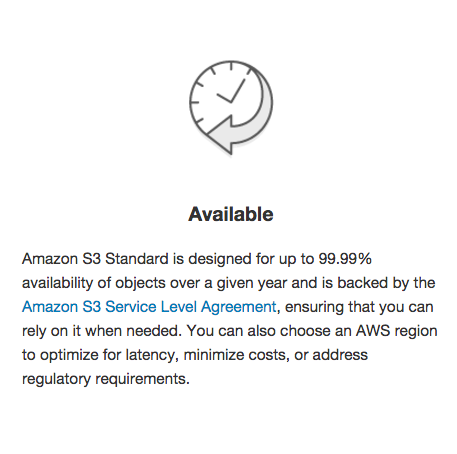 Available
Amazon S3 Standard is designed for up to 99.99%
availability of objects over a given year and is backed by the
Amazon S3 Service Level Agreement, ensuring that you can
rely on it when needed. You can also choose an AWS region
to optimize for latency, minimize costs, or address
regulatory requirements.